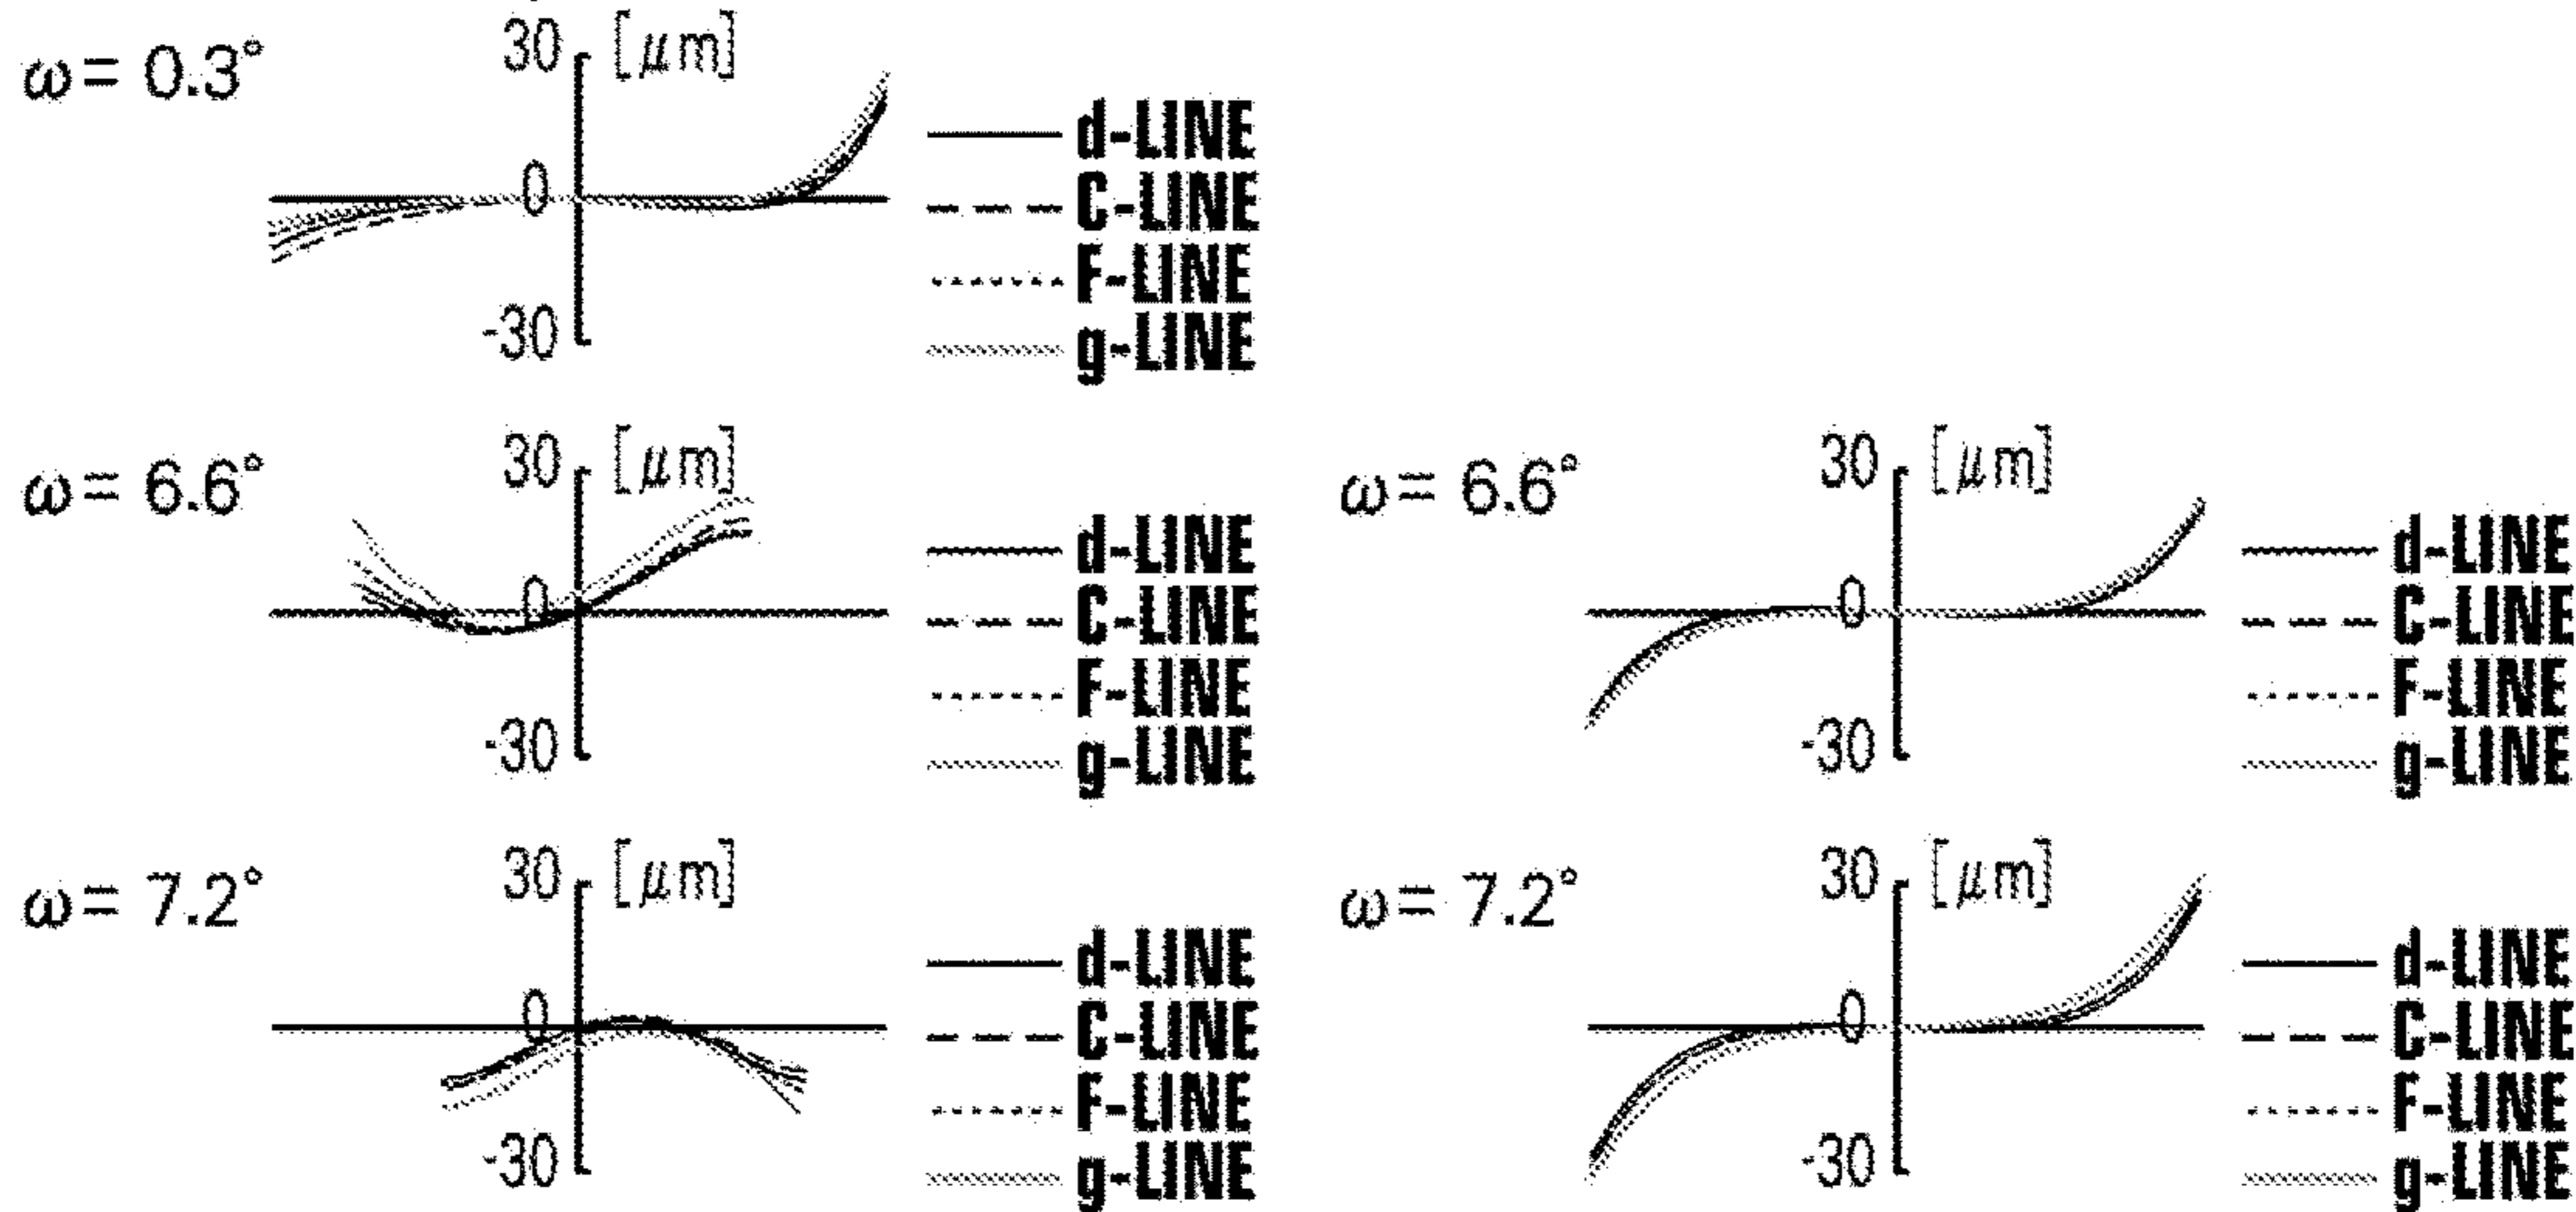 ω= 0.3°
30 [μm]
0
-30
d-LINE
C-LINE
F-LINE
g-LINE
ω= 6.6°
30 [μm]
0
-30
d-LINE
C-LINE
F-LINE
g-LINE
ω= 6.6°
30 [μm]
0
-30
d-LINE
C-LINE
F-LINE
g-LINE
ω= 7.2°
30 [μm]
0
-30
d-LINE
C-LINE
F-LINE
g-LINE
ω= 7.2°
30 [μm]
0
-30
d-LINE
C-LINE
F-LINE
g-LINE